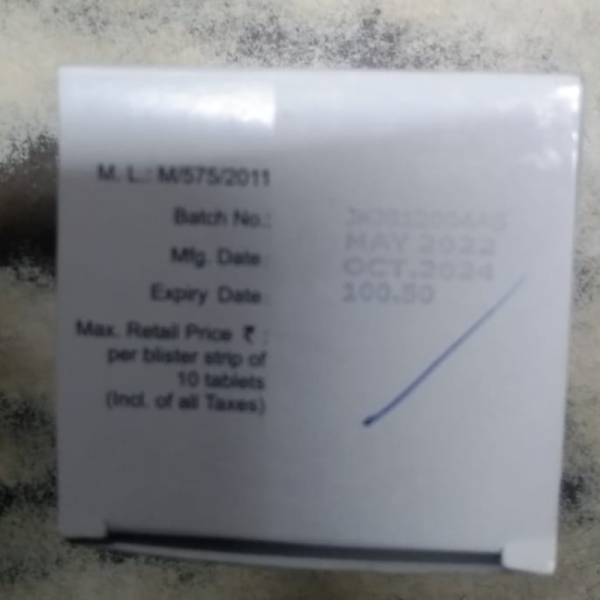 M. L.: M/575/2011
Batch No.:
Mfg. Date: MAY 2022
Expiry Date: OCT.2024
Max. Retail Price ₹: 100.50
per blister strip of
10 tablets
(Incl. of all Taxes)